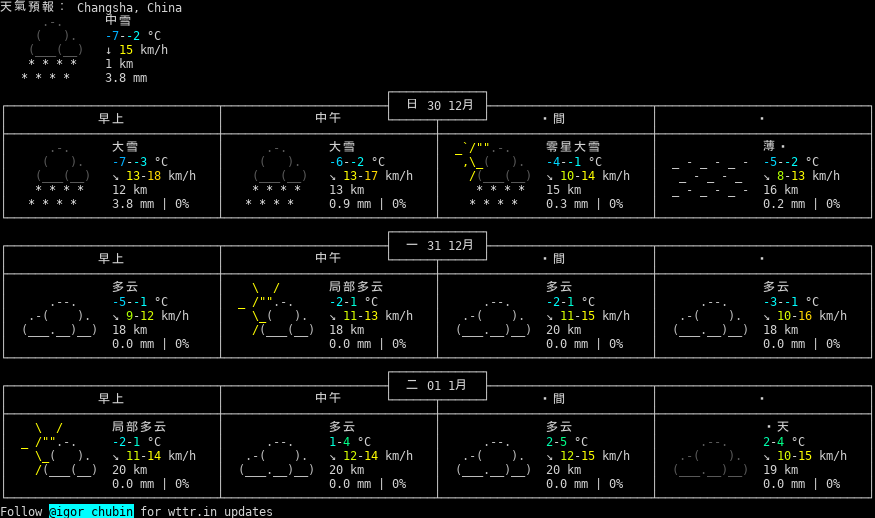 天氣預報： Changsha, China
中雪
-7--2 °C
↓ 15 km/h
1 km
3.8 mm
日 30 12月
早上 中午 間
大雪 大雪 零星大雪 薄
-7--3 °C -6--2 °C -4--1 °C -5--2 °C
↘ 13-18 km/h ↘ 13-17 km/h ↘ 10-14 km/h ↘ 8-13 km/h
12 km 13 km 15 km 16 km
3.8 mm | 0% 0.9 mm | 0% 0.3 mm | 0% 0.2 mm | 0%
一 31 12月
早上 中午 間
多云 局部多云 多云 多云
-5--1 °C -2-1 °C -2-1 °C -3--1 °C
↘ 9-12 km/h ↘ 11-13 km/h ↘ 11-15 km/h ↘ 10-16 km/h
18 km 18 km 20 km 18 km
0.0 mm | 0% 0.0 mm | 0% 0.0 mm | 0% 0.0 mm | 0%
二 01 1月
早上 中午 間
局部多云 多云 多云 天
-2-1 °C 1-4 °C 2-5 °C 2-4 °C
↘ 11-14 km/h ↘ 12-14 km/h ↘ 12-15 km/h ↘ 10-15 km/h
20 km 20 km 20 km 19 km
0.0 mm | 0% 0.0 mm | 0% 0.0 mm | 0% 0.0 mm | 0%
Follow @igor_chubin for wttr.in updates